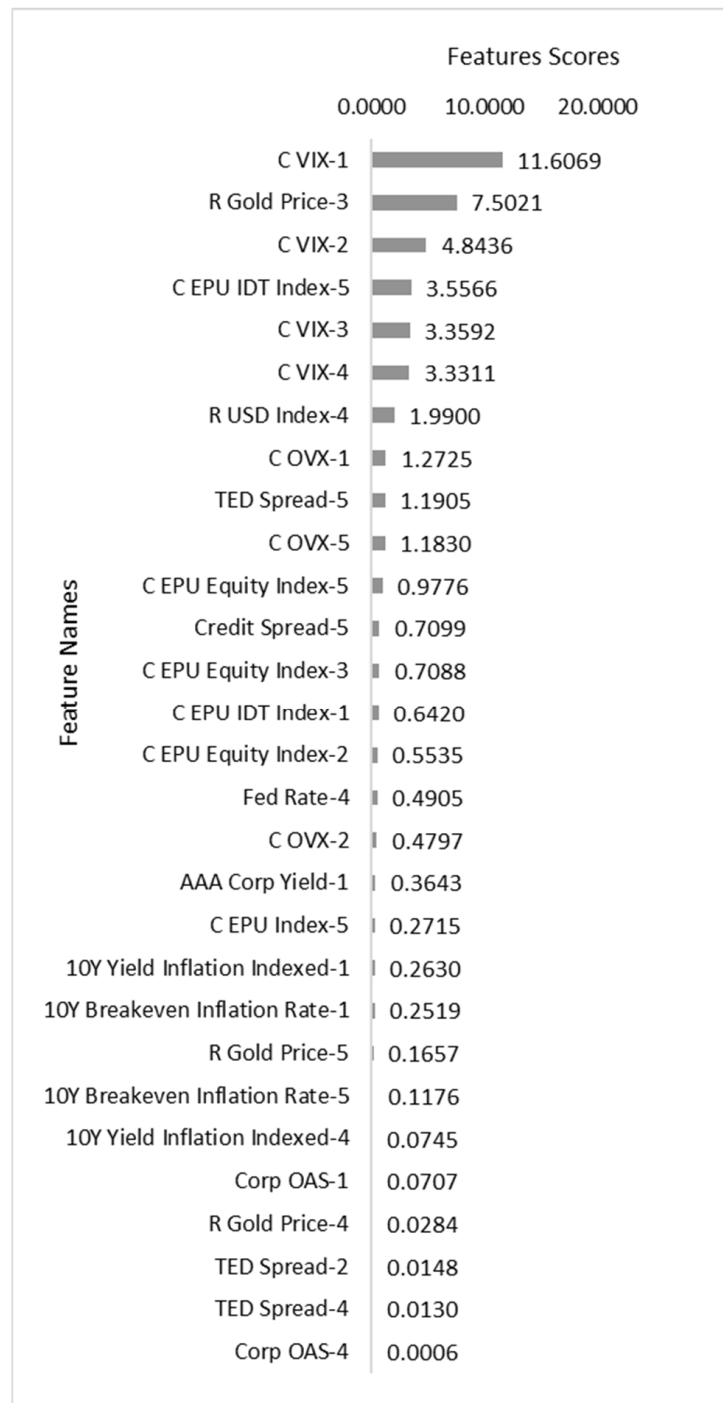 Features Scores
0.0000 10.0000 20.0000
C VIX-1 11.6069
R Gold Price-3 7.5021
C VIX-2 4.8436
C EPU IDT Index-5 3.5566
C VIX-3 3.3592
C VIX-4 3.3311
R USD Index-4 1.9900
C OVX-1 1.2725
TED Spread-5 1.1905
C OVX-5 1.1830
C EPU Equity Index-5 0.9776
Credit Spread-5 0.7099
C EPU Equity Index-3 0.7088
C EPU IDT Index-1 0.6420
C EPU Equity Index-2 0.5535
Fed Rate-4 0.4905
C OVX-2 0.4797
AAA Corp Yield-1 0.3643
C EPU Index-5 0.2715
10Y Yield Inflation Indexed-1 0.2630
10Y Breakeven Inflation Rate-1 0.2519
R Gold Price-5 0.1657
10Y Breakeven Inflation Rate-5 0.1176
10Y Yield Inflation Indexed-4 0.0745
Corp OAS-1 0.0707
R Gold Price-4 0.0284
TED Spread-2 0.0148
TED Spread-4 0.0130
Corp OAS-4 0.0006
Feature Names